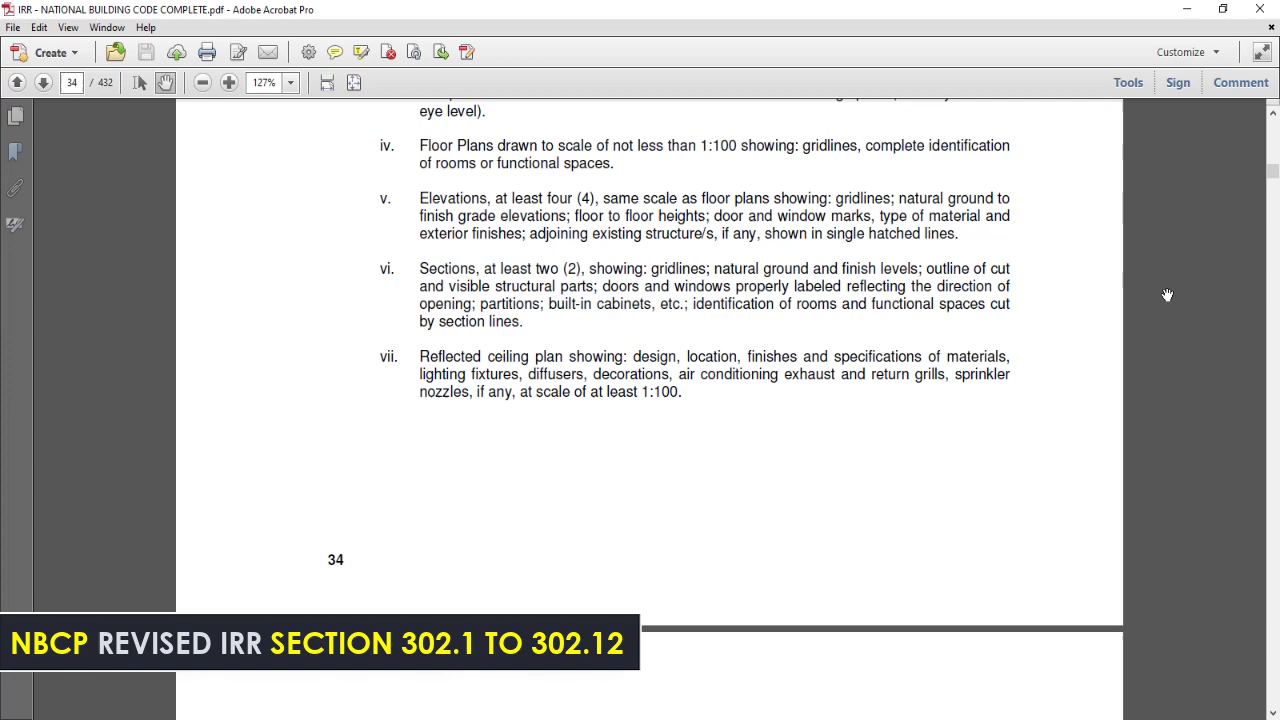 IRR - NATIONAL BUILDING CODE COMPLETE.pdf - Adobe Acrobat Pro
File Edit View Window Help
Create Customize
34 / 432 127% Tools Sign Comment
eye level).
iv. Floor Plans drawn to scale of not less than 1:100 showing: gridlines, complete identification
of rooms or functional spaces.
v. Elevations, at least four (4), same scale as floor plans showing: gridlines; natural ground to
finish grade elevations; floor to floor heights; door and window marks, type of material and
exterior finishes; adjoining existing structure/s, if any, shown in single hatched lines.
vi. Sections, at least two (2), showing: gridlines; natural ground and finish levels; outline of cut
and visible structural parts; doors and windows properly labeled reflecting the direction of
opening; partitions; built-in cabinets, etc.; identification of rooms and functional spaces cut
by section lines.
vii. Reflected ceiling plan showing: design, location, finishes and specifications of materials,
lighting fixtures, diffusers, decorations, air conditioning exhaust and return grills, sprinkler
nozzles, if any, at scale of at least 1:100.
34
NBCP REVISED IRR SECTION 302.1 TO 302.12